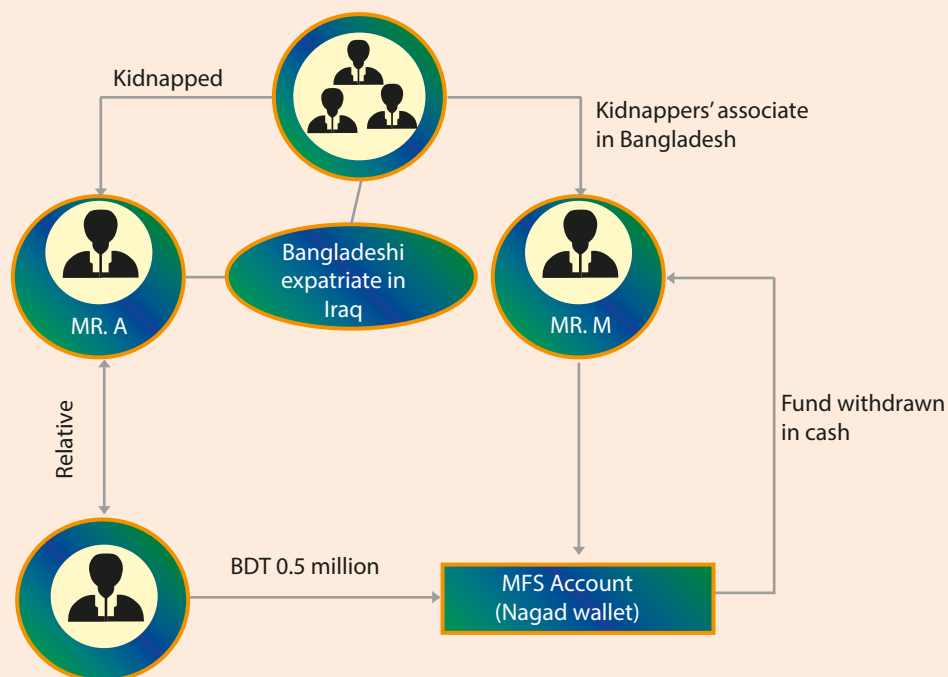 Kidnapped
Kidnappers' associate
in Bangladesh
Bangladeshi
expatriate in
Iraq
MR. A
MR. M
Fund withdrawn
in cash
Relative
BDT 0.5 million
MFS Account
(Nagad wallet)